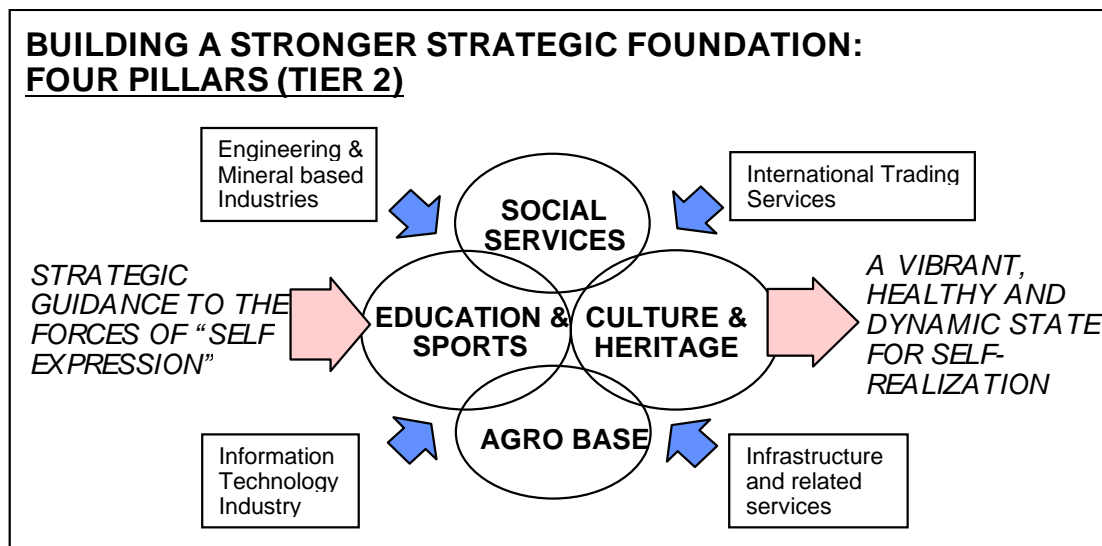 BUILDING A STRONGER STRATEGIC FOUNDATION:
FOUR PILLARS (TIER 2)
Engineering &
Mineral based
Industries
SOCIAL
SERVICES
International Trading
Services
STRATEGIC
GUIDANCE TO THE
FORCES OF “SELF
EXPRESSION”
EDUCATION &
SPORTS
CULTURE &
HERITAGE
A VIBRANT,
HEALTHY AND
DYNAMIC STATE
FOR SELF-
REALIZATION
Information
Technology
Industry
AGRO BASE
Infrastructure
and related
services